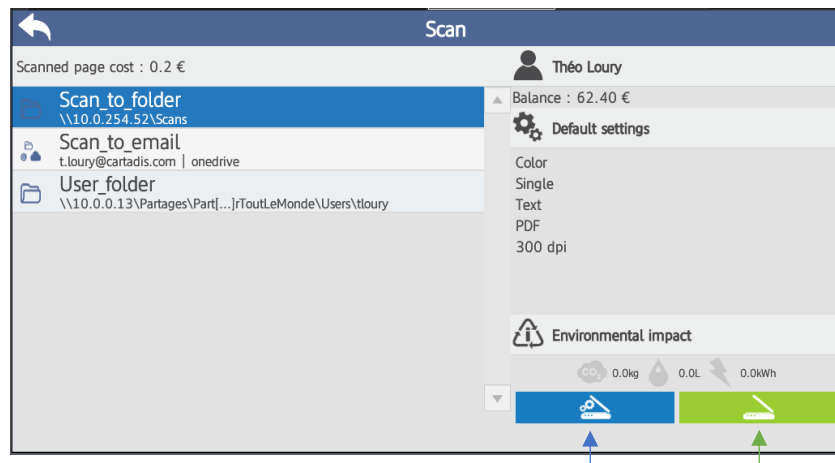 Scan
Scanned page cost : 0.2 €
Scan_to_folder
\\10.0.254.52\Scans
Scan_to_email
t.loury@cartadis.com | onedrive
User_folder
\\10.0.0.13\Partages\Part[...]rToutLeMonde\Users\tloury
Théo Loury
Balance : 62.40 €
Default settings
Color
Single
Text
PDF
300 dpi
Environmental impact
CO₂ 0.0kg 0.0L 0.0kWh